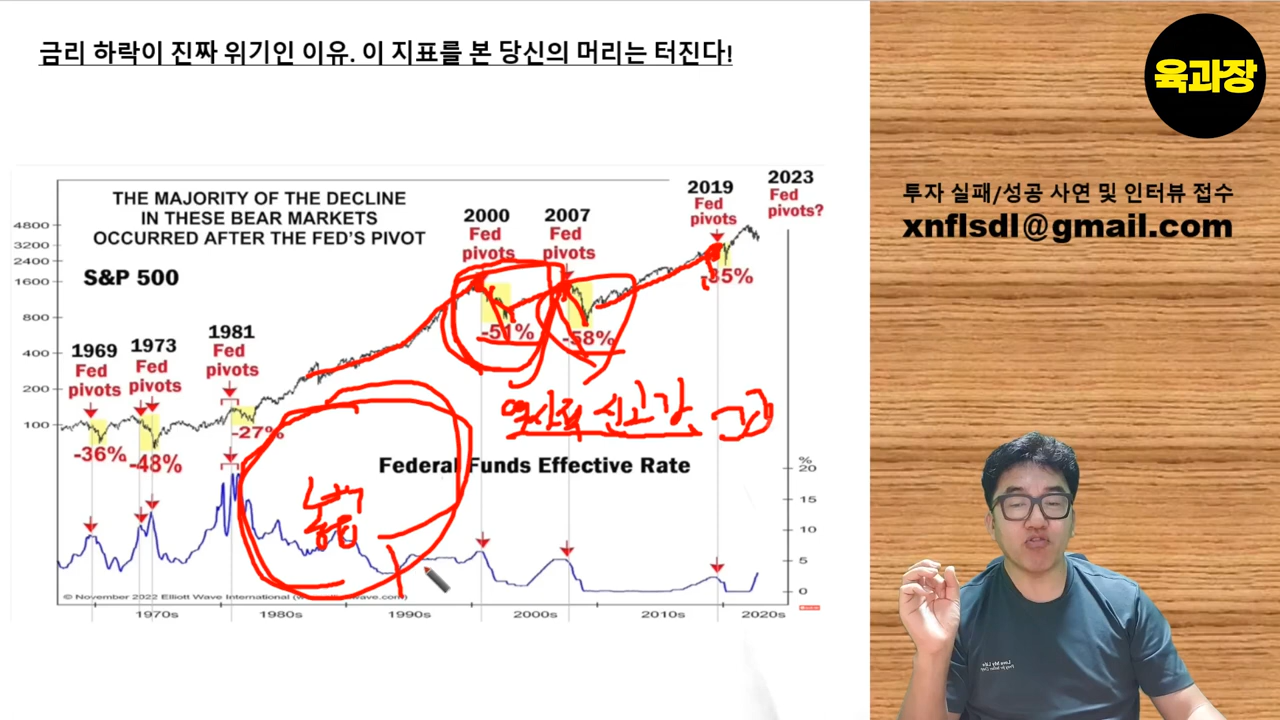 금리 하락이 진짜 위기인 이유. 이 지표를 본 당신의 머리는 터진다!
육과장
투자 실패/성공 사연 및 인터뷰 접수
xnflsdl@gmail.com
THE MAJORITY OF THE DECLINE
IN THESE BEAR MARKETS
OCCURRED AFTER THE FED'S PIVOT
S&P 500
4800
3200
2400
1600
800
400
200
100
1969
Fed
pivots
-36%
1973
Fed
pivots
-48%
1981
Fed
pivots
-27%
2000
Fed
pivots
-51%
2007
Fed
pivots
-58%
2019
Fed
pivots
-35%
2023
Fed
pivots?
역사적 신고가
Federal Funds Effective Rate
%
20
15
10
5
0
© November 2022 Elliott Wave International
1970s
1980s
1990s
2000s
2010s
2020s